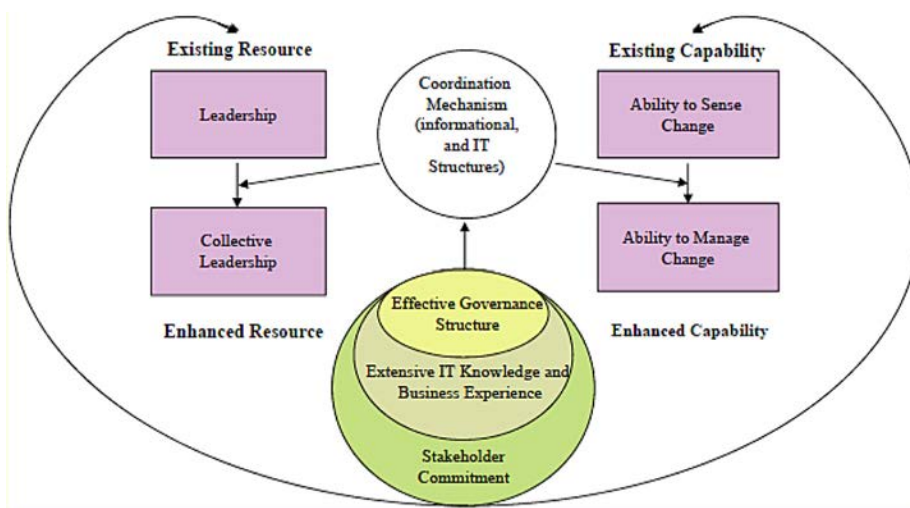 Existing Resource
Leadership
Collective
Leadership
Enhanced Resource
Coordination
Mechanism
(informational,
and IT
Structures)
Effective Governance
Structure
Extensive IT Knowledge and
Business Experience
Stakeholder
Commitment
Existing Capability
Ability to Sense
Change
Ability to Manage
Change
Enhanced Capability